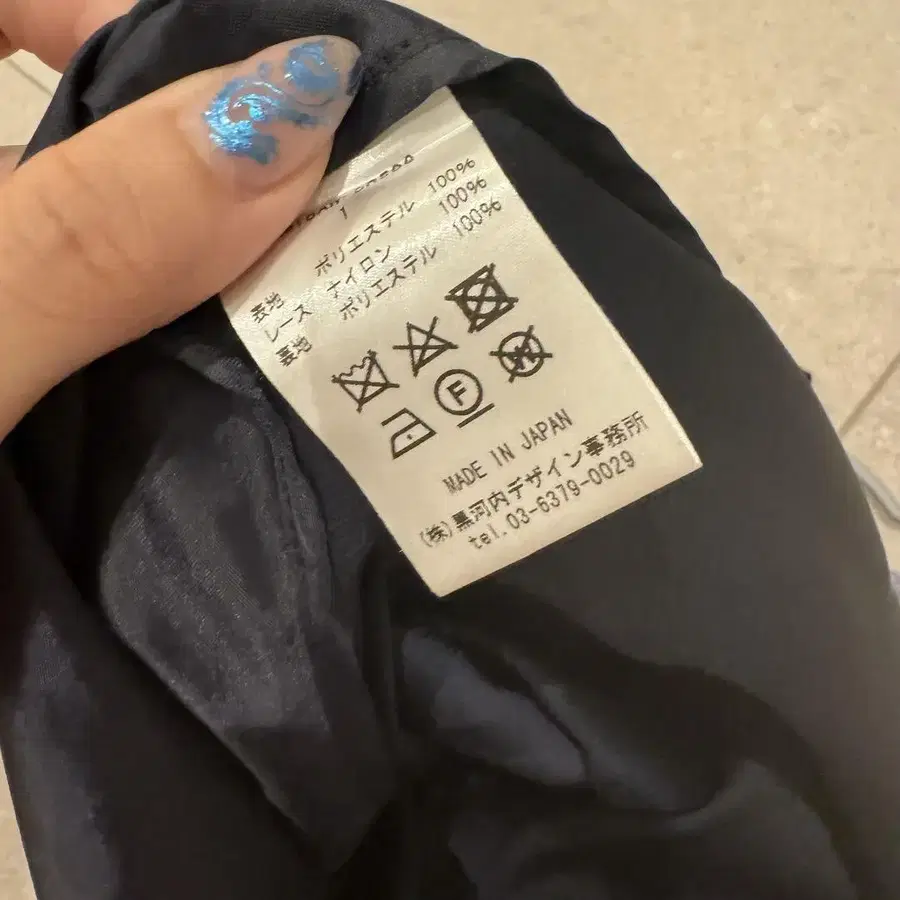 1
表地 ポリエステル 100%
レース ナイロン 100%
裏地 ポリエステル 100%
F
W
MADE IN JAPAN
(株)黒河内デザイン事務所
tel.03-6379-0029